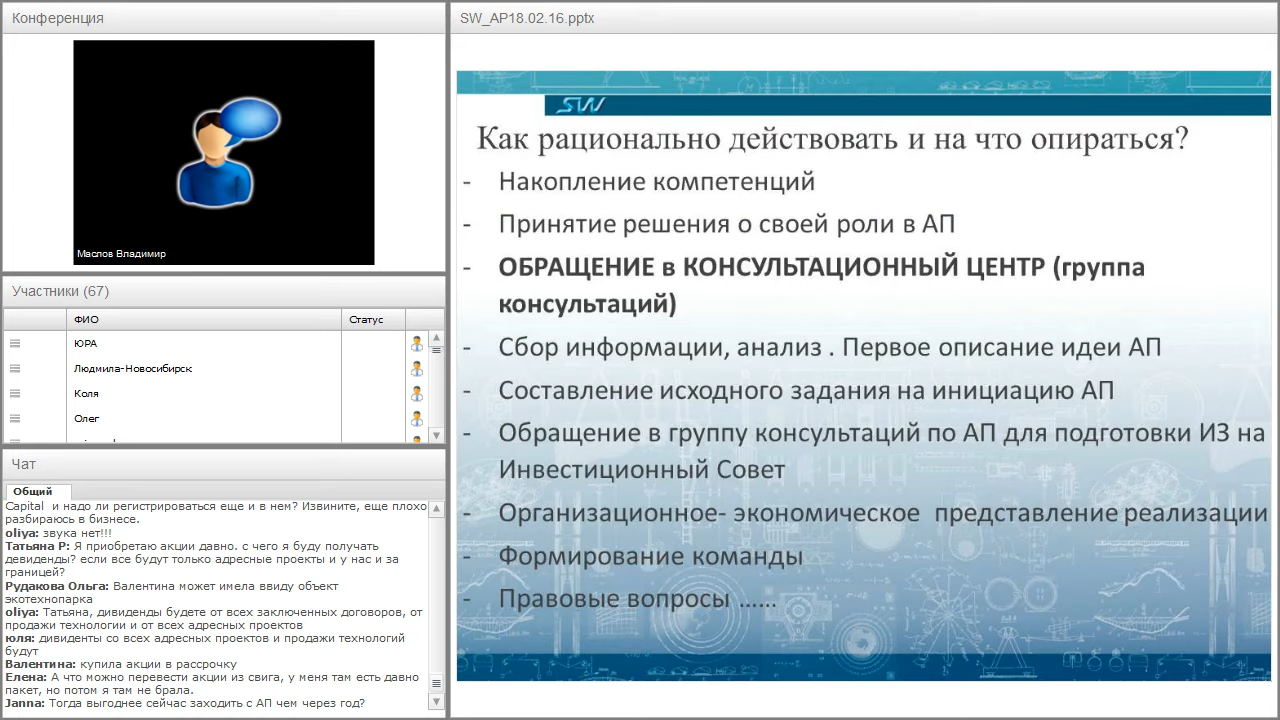 Конференция
Маслов Владимир
Участники (67)
ФИО Статус
ЮРА
Людмила-Новосибирск
Коля
Олег
Чат
Общий
Capital и надо ли регистрироваться еще и в нем? Извините, еще плохо
разбираюсь в бизнесе.
oliya: звука нет!!!
Татьяна Р: Я приобретаю акции давно. с чего я буду получать
девиденды? если все будут только адресные проекты и у нас и за
границей?
Рудакова Ольга: Валентина может имела ввиду объект
экотехнопарка
oliya: Татьяна, дивиденды будете от всех заключенных договоров, от
продажи технологии и от всех адресных проектов
юля: дивиденты со всех адресных проектов и продажи технологий
будут
Валентина: купила акции в рассрочку
Елена: А что можно перевести акции из свига, у меня там есть давно
пакет, но потом я там не брала.
Janna: Тогда выгоднее сейчас заходить с АП чем через год?
SW_AP18.02.16.pptx
SW
Как рационально действовать и на что опираться?
- Накопление компетенций
- Принятие решения о своей роли в АП
- ОБРАЩЕНИЕ в КОНСУЛЬТАЦИОННЫЙ ЦЕНТР (группа
консультаций)
- Сбор информации, анализ . Первое описание идеи АП
- Составление исходного задания на инициацию АП
- Обращение в группу консультаций по АП для подготовки ИЗ на
Инвестиционный Совет
- Организационное- экономическое представление реализации
- Формирование команды
- Правовые вопросы ......